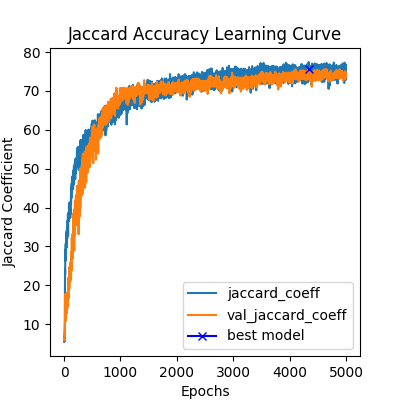 Jaccard Accuracy Learning Curve
80
70
60
50
40
30
20
10
Jaccard Coefficient
jaccard_coeff
val_jaccard_coeff
best model
0 1000 2000 3000 4000 5000
Epochs